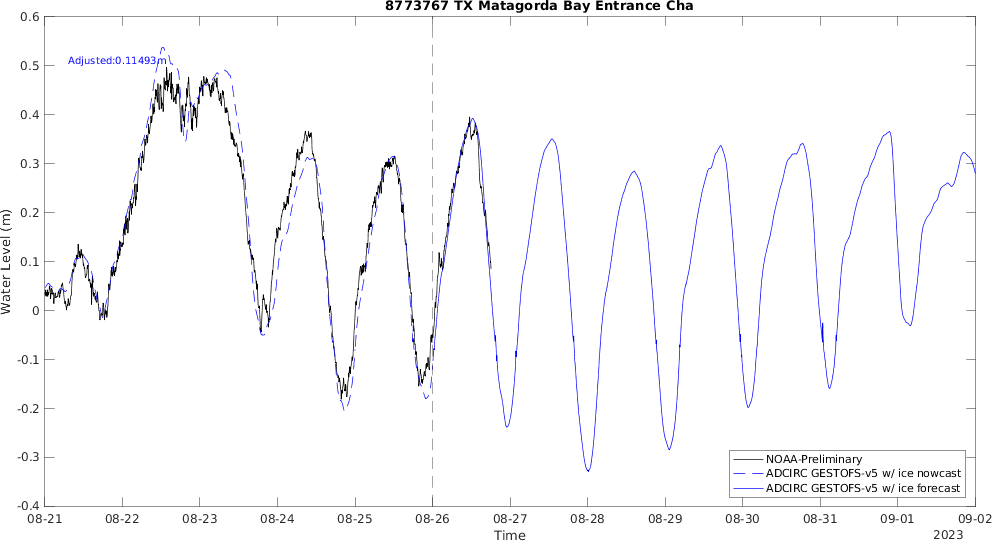 8773767 TX Matagorda Bay Entrance Cha
Adjusted:0.11493m
Water Level (m)
0.6
0.5
0.4
0.3
0.2
0.1
0
-0.1
-0.2
-0.3
-0.4
NOAA-Preliminary
ADCIRC GESTOFS-v5 w/ ice nowcast
ADCIRC GESTOFS-v5 w/ ice forecast
08-21 08-22 08-23 08-24 08-25 08-26 08-27 08-28 08-29 08-30 08-31 09-01 09-02
Time
2023